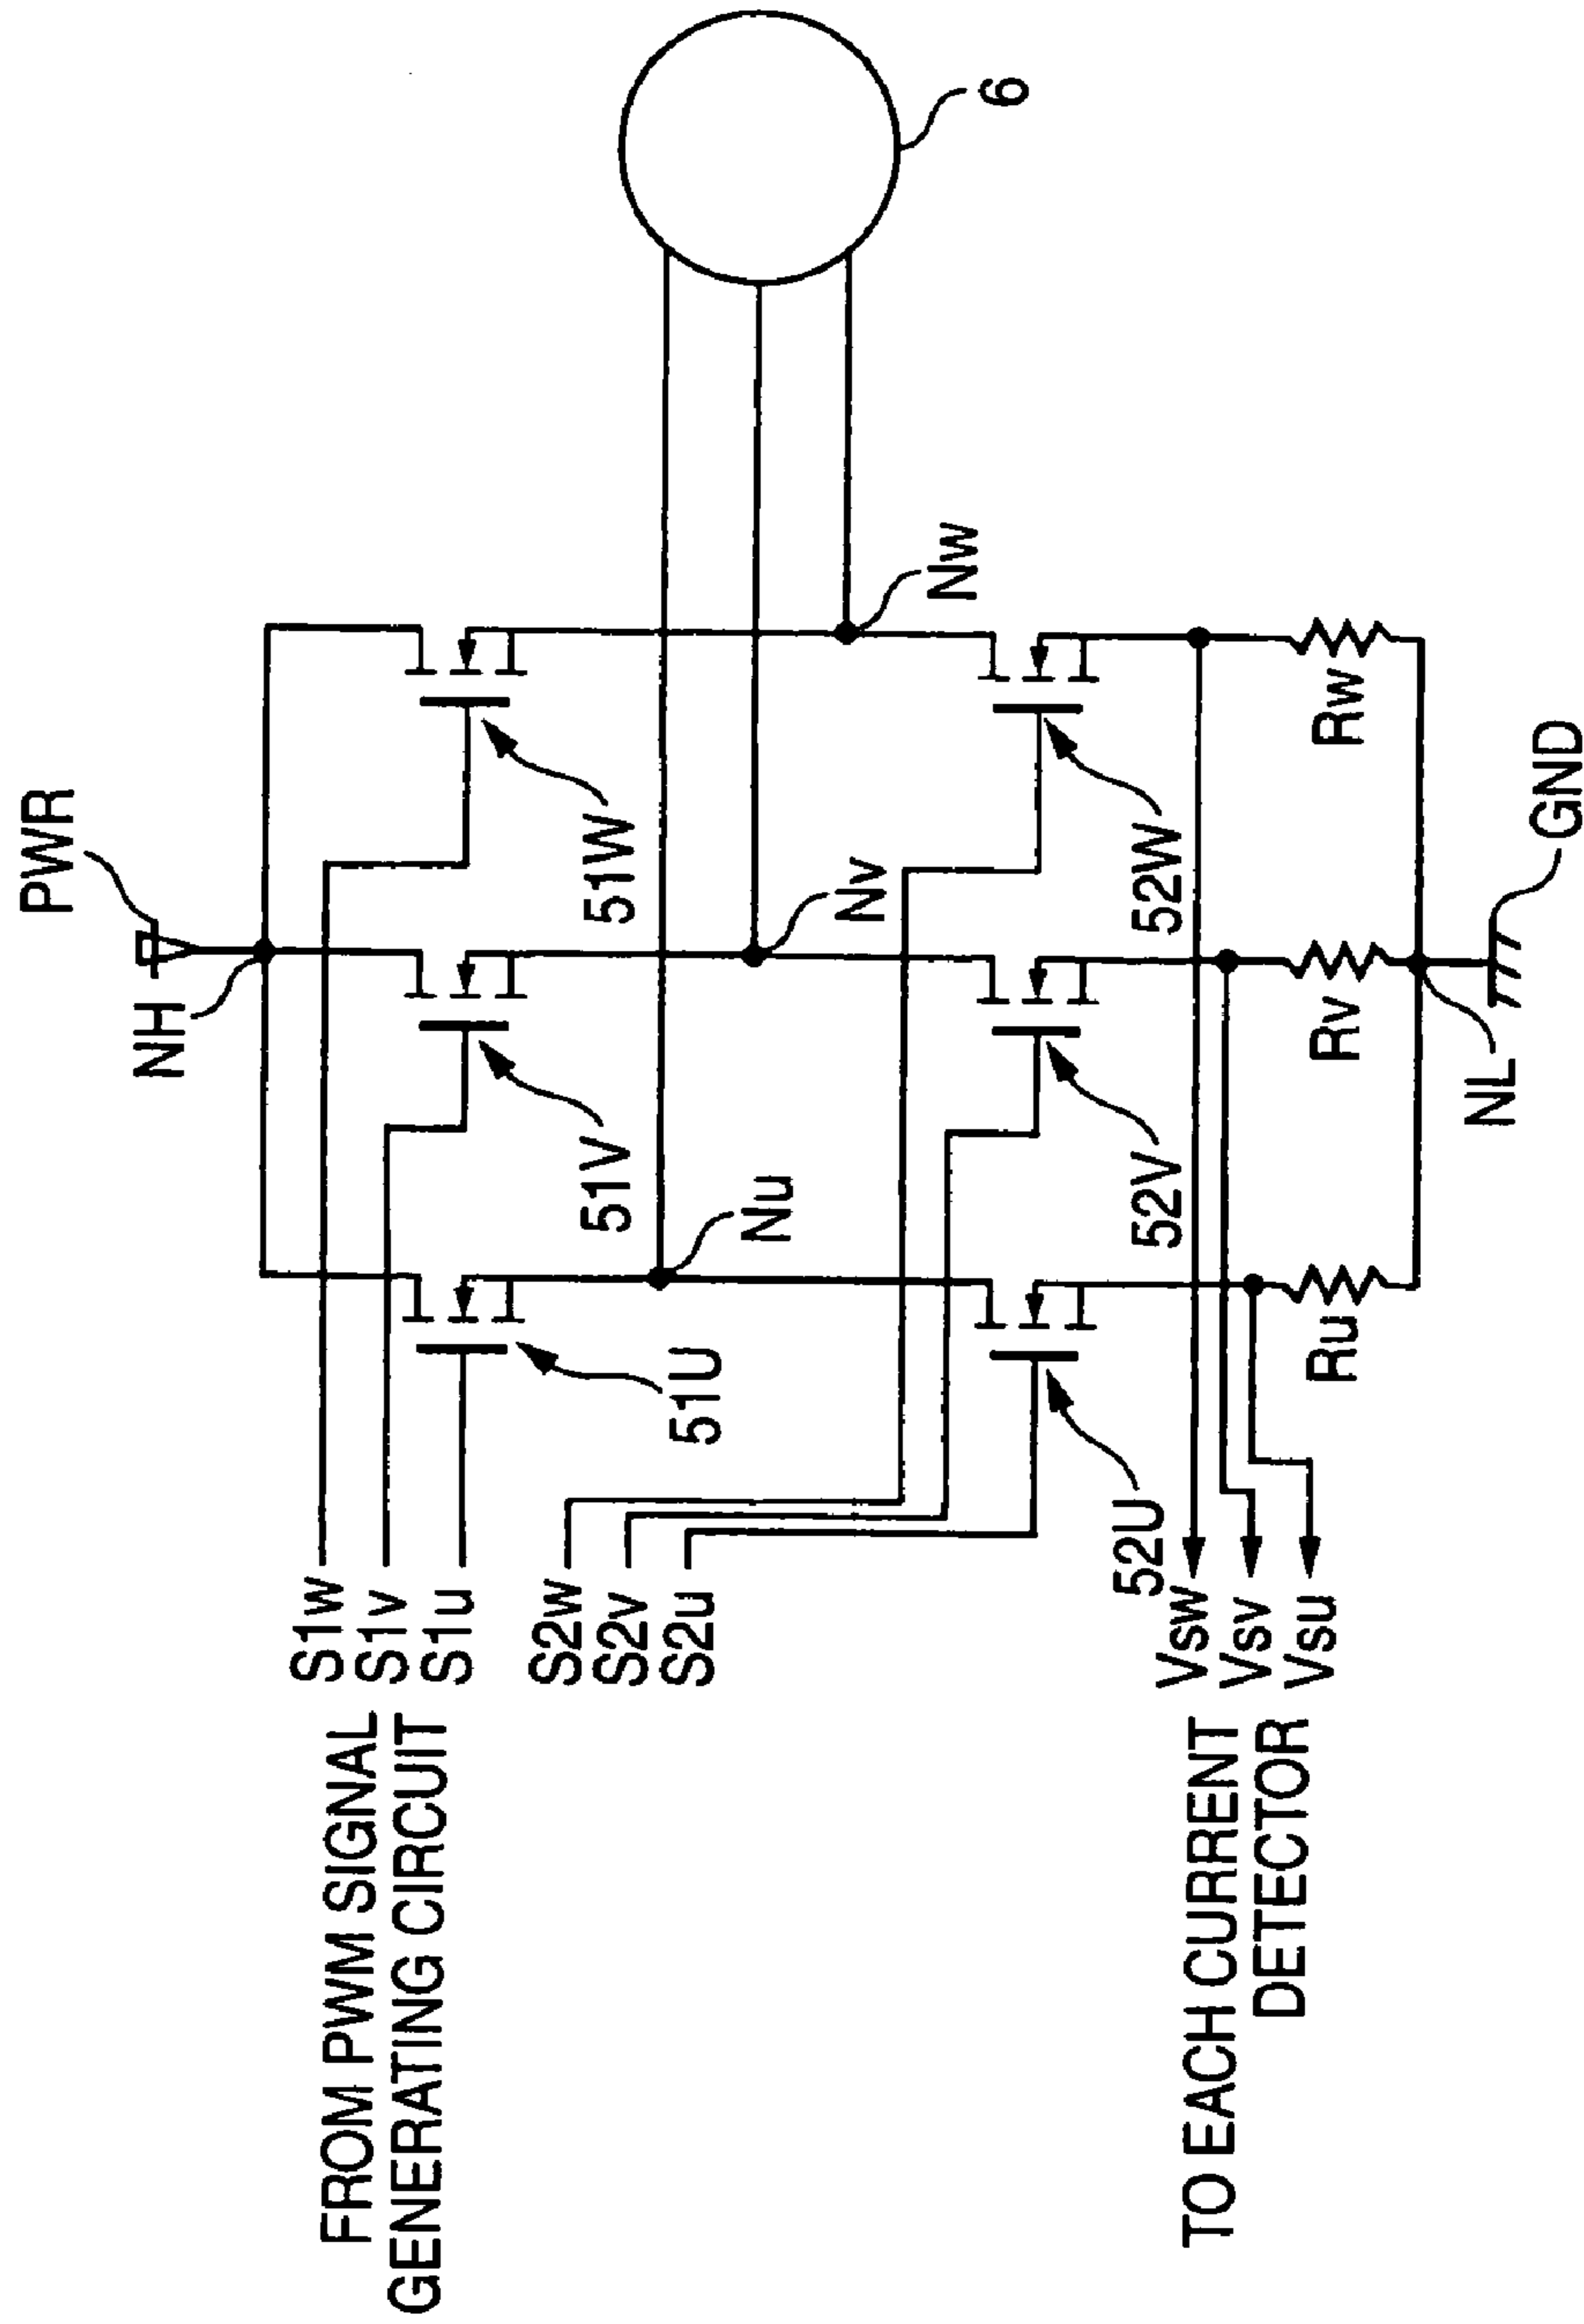 PWR
NH
FROM PWM SIGNAL
GENERATING CIRCUIT
S1w
S1v
S1u
51U
51V
51W
6
Nu
Nv
Nw
S2w
S2v
S2u
52U
52V
52W
TO EACH CURRENT
DETECTOR
Vsw
Vsv
Vsu
Ru
Rv
Rw
NL
GND